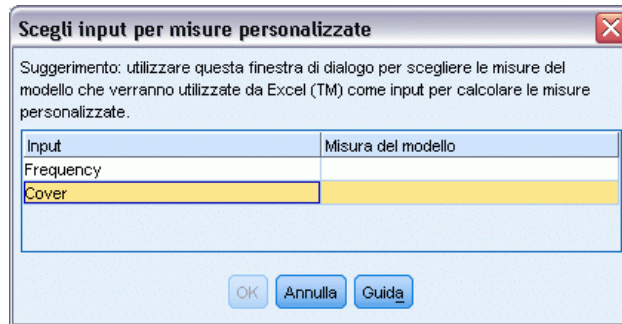 Scegli input per misure personalizzate
Suggerimento: utilizzare questa finestra di dialogo per scegliere le misure del
modello che verranno utilizzate da Excel (TM) come input per calcolare le misure
personalizzate.
Input Misura del modello
Frequency
Cover
OK Annulla Guida